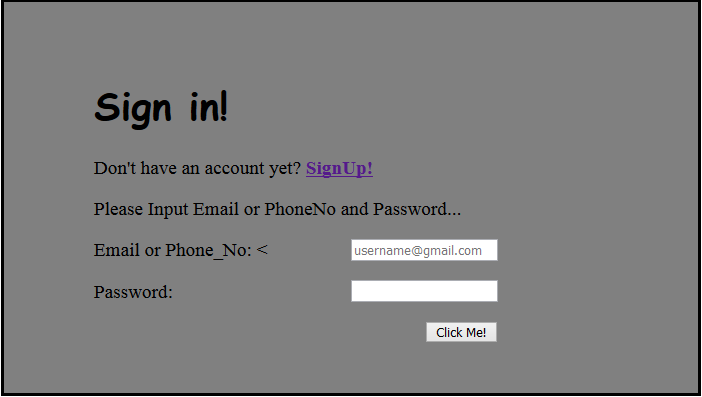 Sign in!
Don't have an account yet? SignUp!
Please Input Email or PhoneNo and Password...
Email or Phone_No: < username@gmail.com
Password:
Click Me!